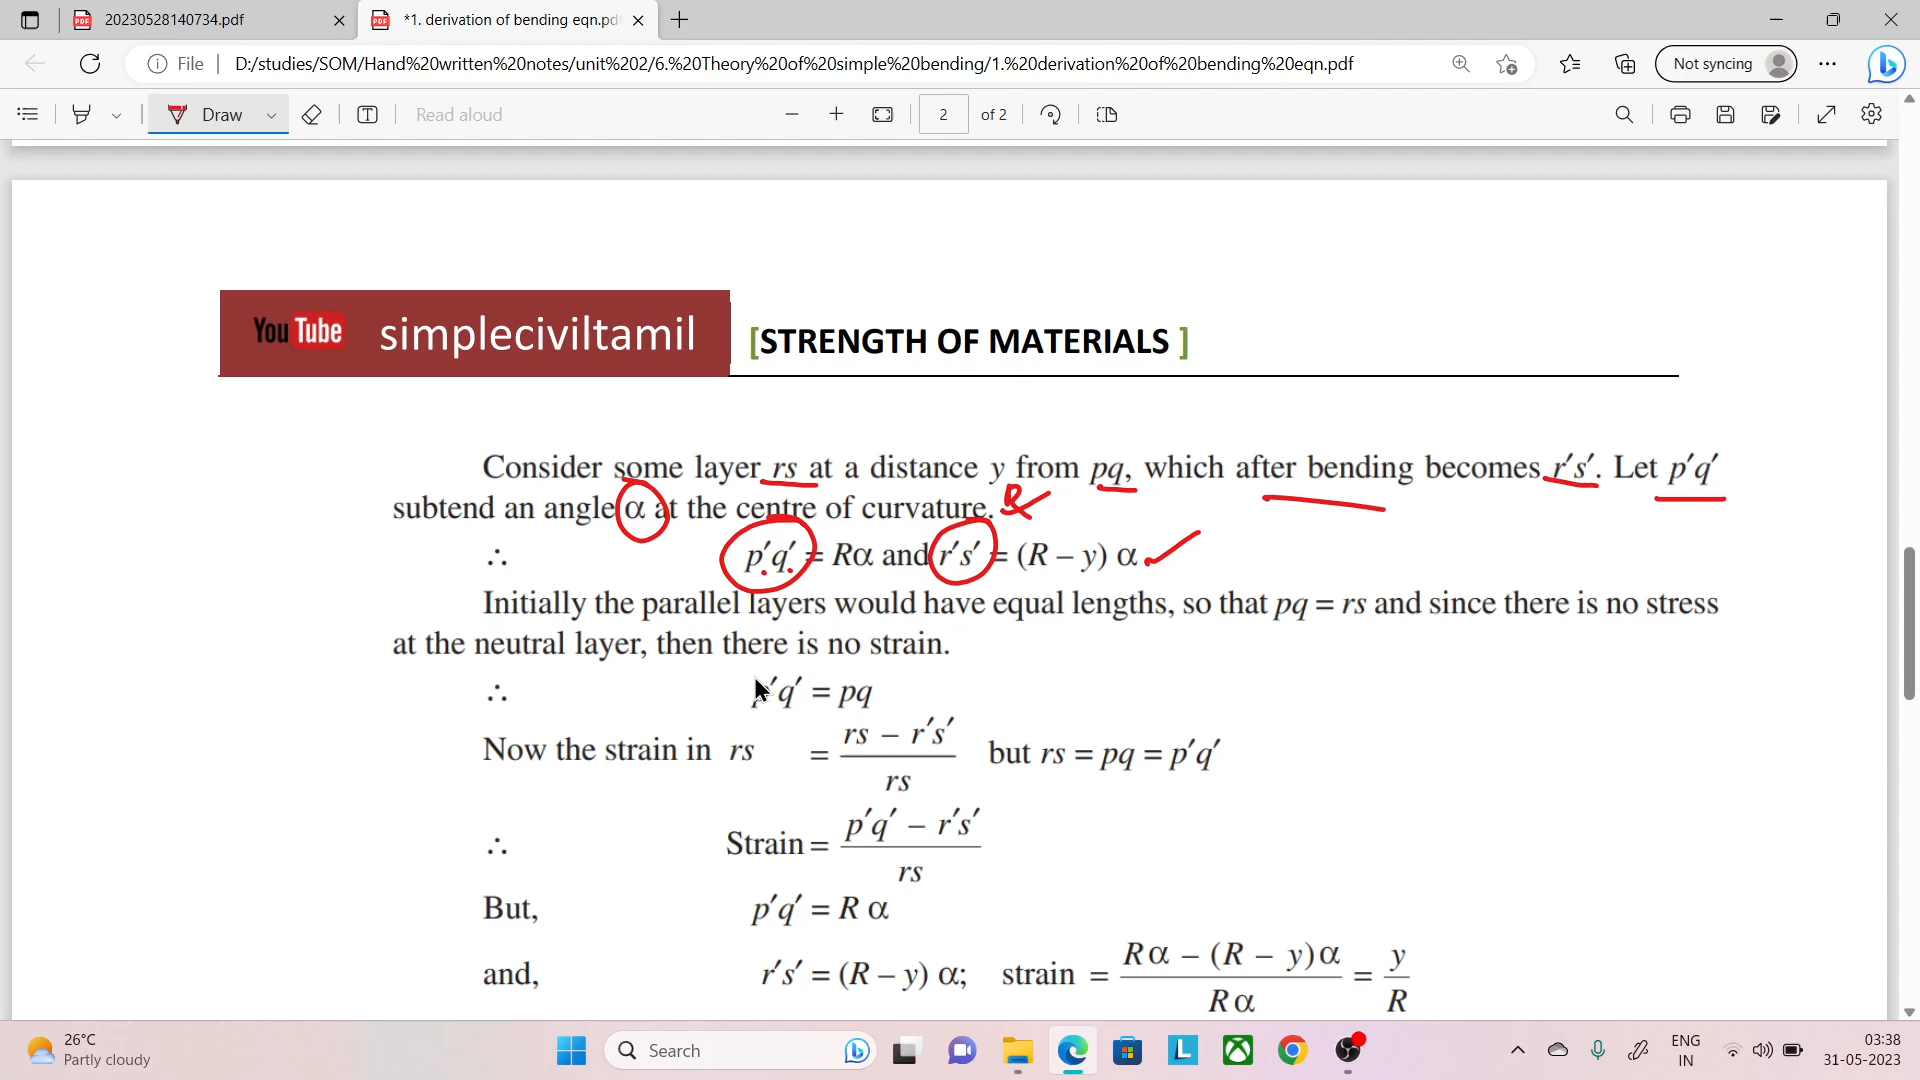 20230528140734.pdf
*1. derivation of bending eqn.pd
File
D:/studies/SOM/Hand%20written%20notes/unit%202/6.%20Theory%20of%20simple%20bending/1.%20derivation%20of%20bending%20eqn.pdf
Not syncing
Draw
Read aloud
2 of 2
YouTube simpleciviltamil [STRENGTH OF MATERIALS ]
Consider some layer rs at a distance y from pq, which after bending becomes r′s′. Let p′q′
subtend an angle α at the centre of curvature.
∴ p′q′ = Rα and r′s′ = (R – y) α
Initially the parallel layers would have equal lengths, so that pq = rs and since there is no stress
at the neutral layer, then there is no strain.
∴ p′q′ = pq
Now the strain in rs = (rs – r′s′)/rs but rs = pq = p′q′
∴ Strain = (p′q′ – r′s′)/rs
But, p′q′ = R α
and, r′s′ = (R – y) α; strain = (Rα – (R – y)α)/Rα = y/R
26°C
Partly cloudy
Search
ENG
IN
03:38
31-05-2023